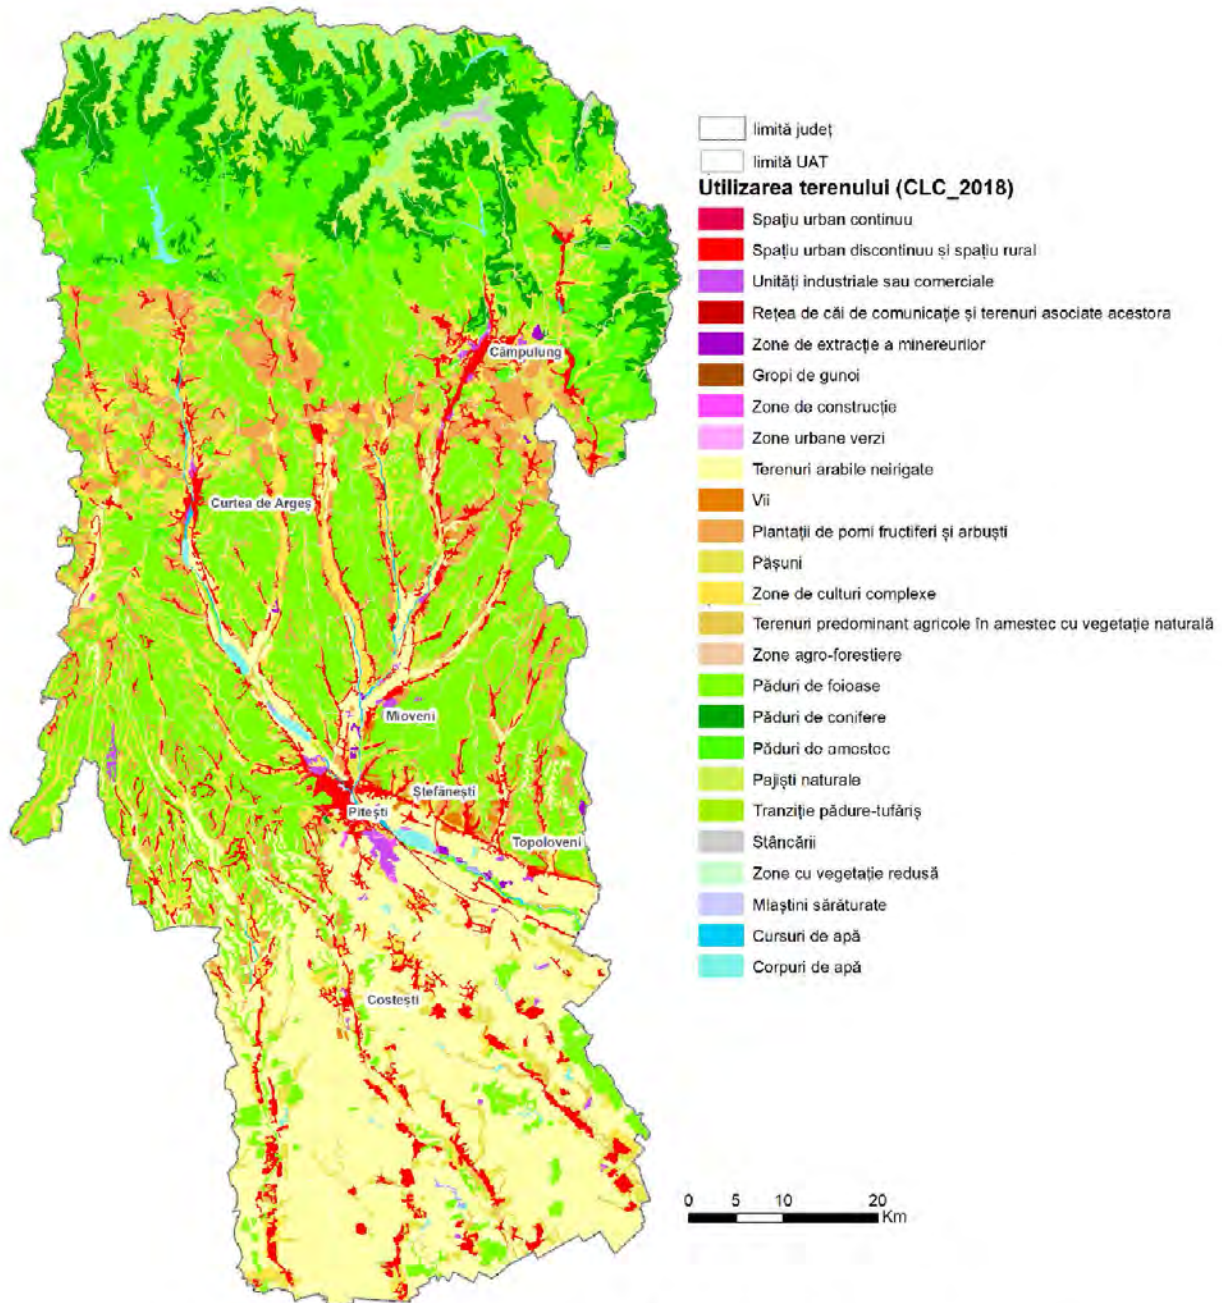 limită județ
limită UAT
Utilizarea terenului (CLC_2018)
Spațiu urban continuu
Spațiu urban discontinuu și spațiu rural
Unități industriale sau comerciale
Rețea de căi de comunicație și terenuri asociate acestora
Zone de extracție a minereurilor
Gropi de gunoi
Zone de construcție
Zone urbane verzi
Terenuri arabile neirigate
Vii
Plantații de pomi fructiferi și arbuști
Pășuni
Zone de culturi complexe
Terenuri predominant agricole în amestec cu vegetație naturală
Zone agro-forestiere
Păduri de foioase
Păduri de conifere
Păduri de amestec
Pajiști naturale
Tranziție pădure-tufăriș
Stâncării
Zone cu vegetație redusă
Mlaștini sărăturate
Cursuri de apă
Corpuri de apă
Câmpulung
Curtea de Argeș
Mioveni
Ștefănești
Pitești
Topoloveni
Costești
0 5 10 20
Km